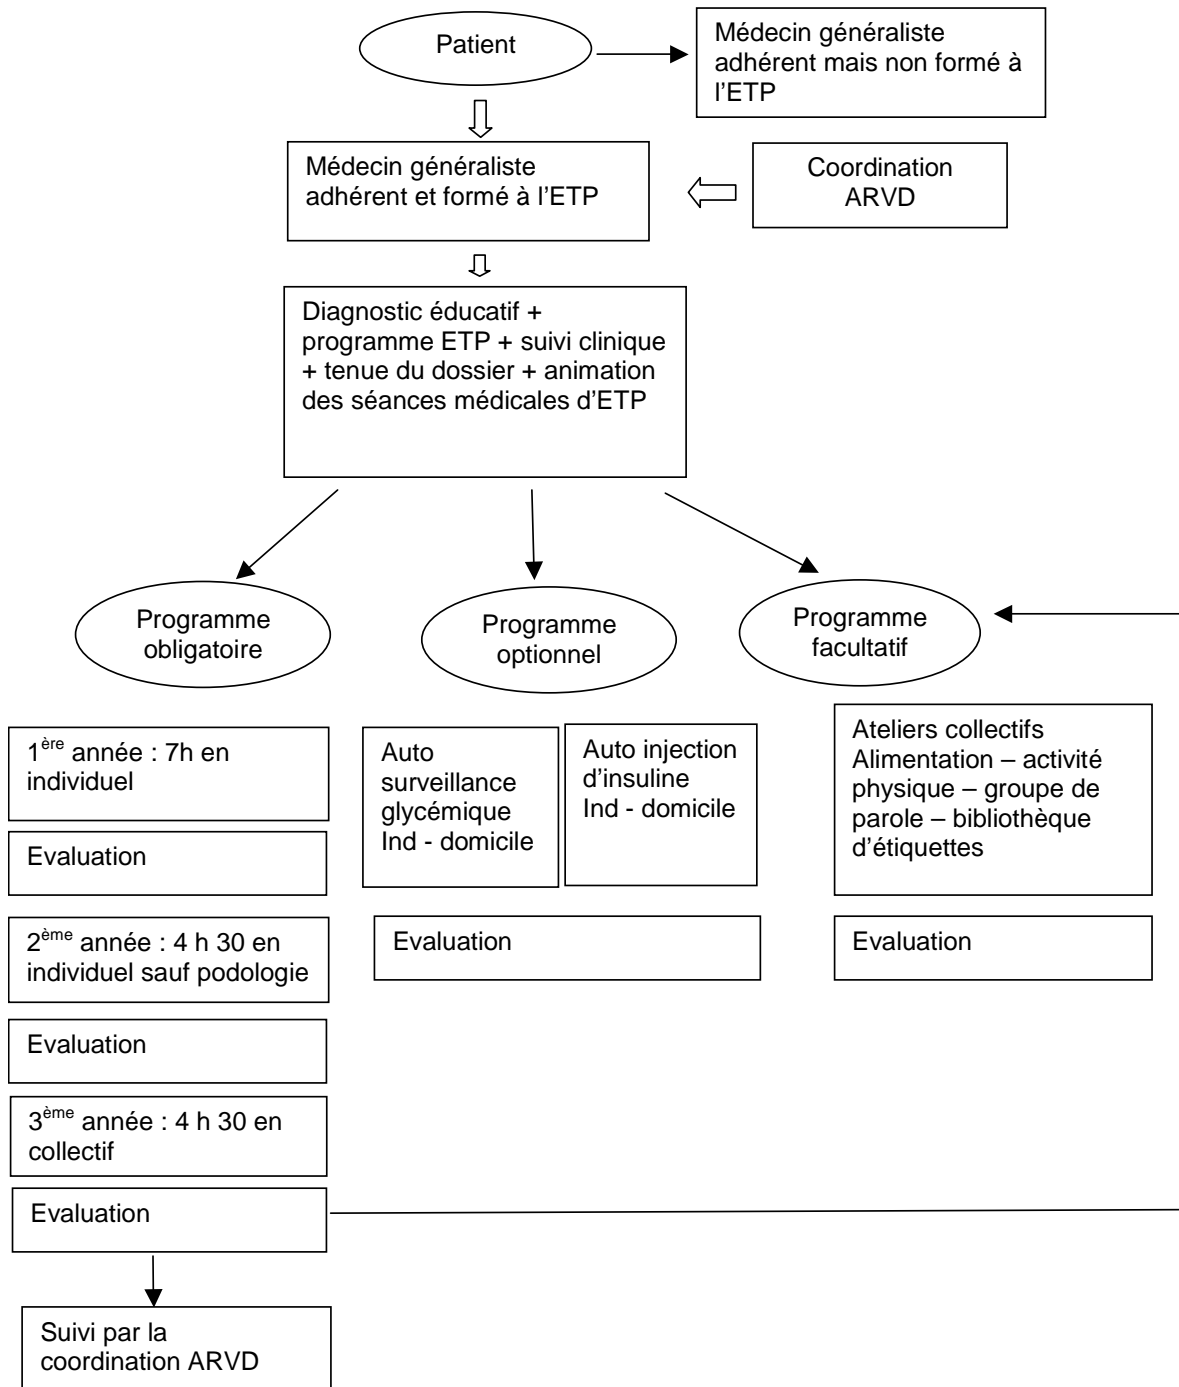 Patient
Médecin généraliste
adhérent mais non formé à
l'ETP
Médecin généraliste
adhérent et formé à l'ETP
Coordination
ARVD
Diagnostic éducatif +
programme ETP + suivi clinique
+ tenue du dossier + animation
des séances médicales d'ETP
Programme
obligatoire
Programme
optionnel
Programme
facultatif
1ère année : 7h en
individuel
Evaluation
2ème année : 4 h 30 en
individuel sauf podologie
Evaluation
3ème année : 4 h 30 en
collectif
Evaluation
Suivi par la
coordination ARVD
Auto
surveillance
glycémique
Ind - domicile
Auto injection
d'insuline
Ind - domicile
Evaluation
Ateliers collectifs
Alimentation – activité
physique – groupe de
parole – bibliothèque
d'étiquettes
Evaluation